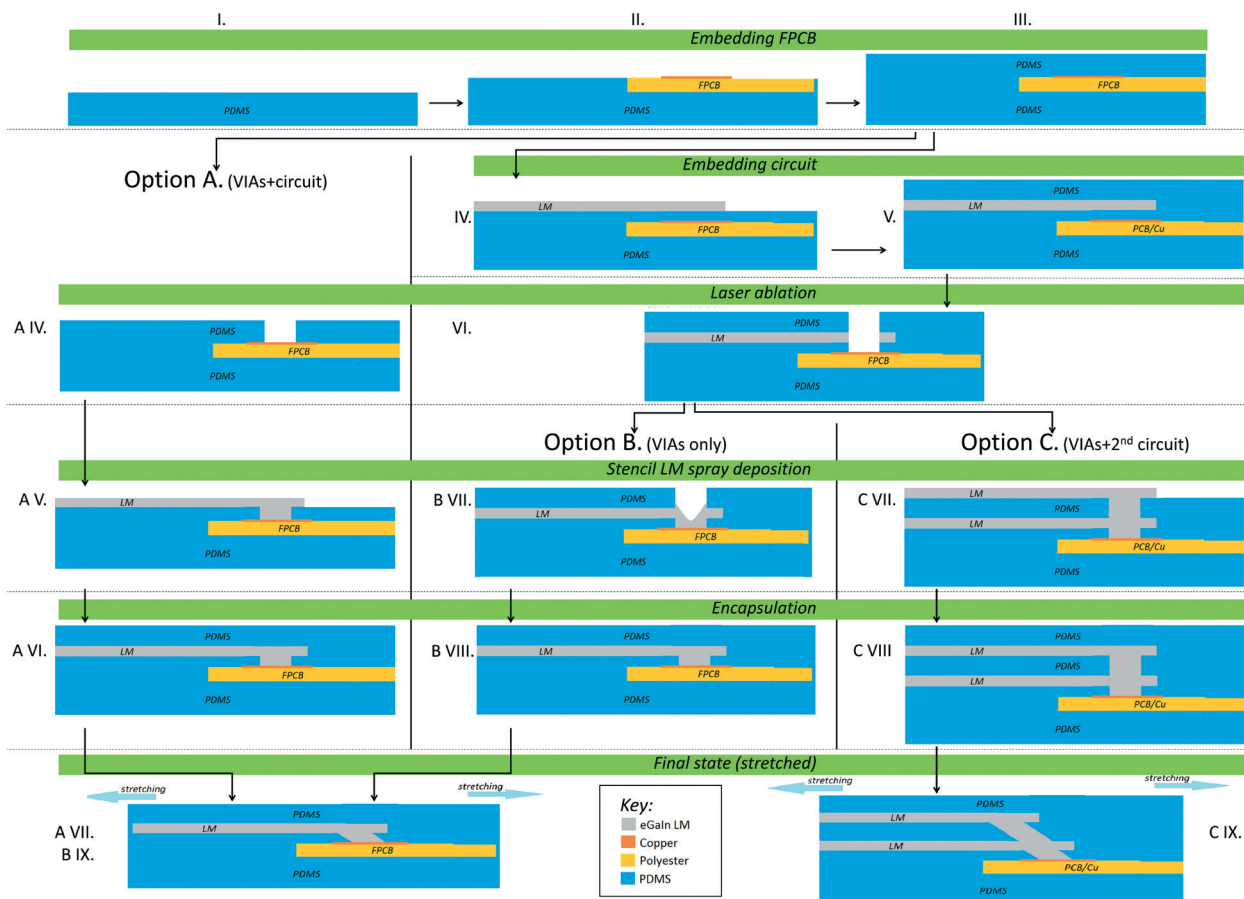 I.
II.
III.
Embedding FPCB
PDMS
FPCB
PDMS
PDMS
FPCB
PDMS
Option A. (VIAs+circuit)
Embedding circuit
IV.
LM
FPCB
PDMS
V.
PDMS
LM
PCB/Cu
PDMS
Laser ablation
A IV.
PDMS
FPCB
PDMS
VI.
PDMS
LM
FPCB
PDMS
Option B. (VIAs only)
Option C. (VIAs+2nd circuit)
Stencil LM spray deposition
A V.
LM
FPCB
PDMS
B VII.
PDMS
LM
FPCB
PDMS
C VII.
LM
PDMS
LM
PCB/Cu
PDMS
Encapsulation
A VI.
PDMS
LM
FPCB
PDMS
B VIII.
PDMS
LM
FPCB
PDMS
C VIII
PDMS
LM
PDMS
LM
PCB/Cu
PDMS
Final state (stretched)
stretching
stretching
stretching
stretching
A VII.
B IX.
PDMS
LM
FPCB
PDMS
Key:
eGaIn LM
Copper
Polyester
PDMS
PDMS
LM
LM
PCB/Cu
PDMS
C IX.